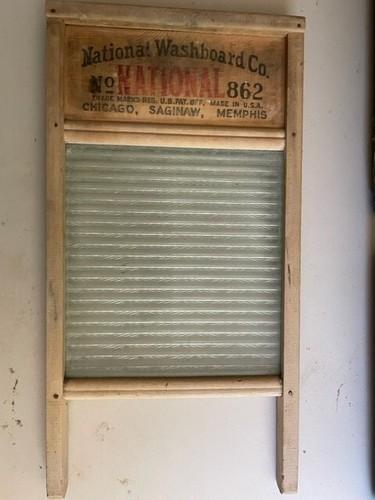 National Washboard Co.
No NATIONAL 862
TRADE MARKS REG. U.S. PAT. OFF. MADE IN U.S.A.
CHICAGO, SAGINAW, MEMPHIS